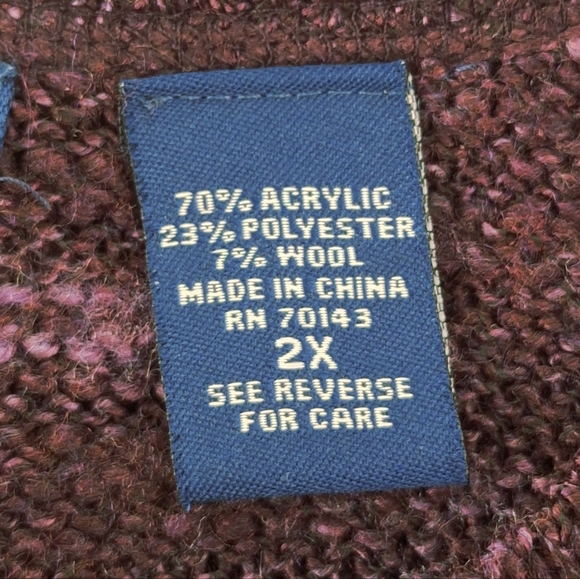 70% ACRYLIC
23% POLYESTER
7% WOOL
MADE IN CHINA
RN 70143
2X
SEE REVERSE
FOR CARE